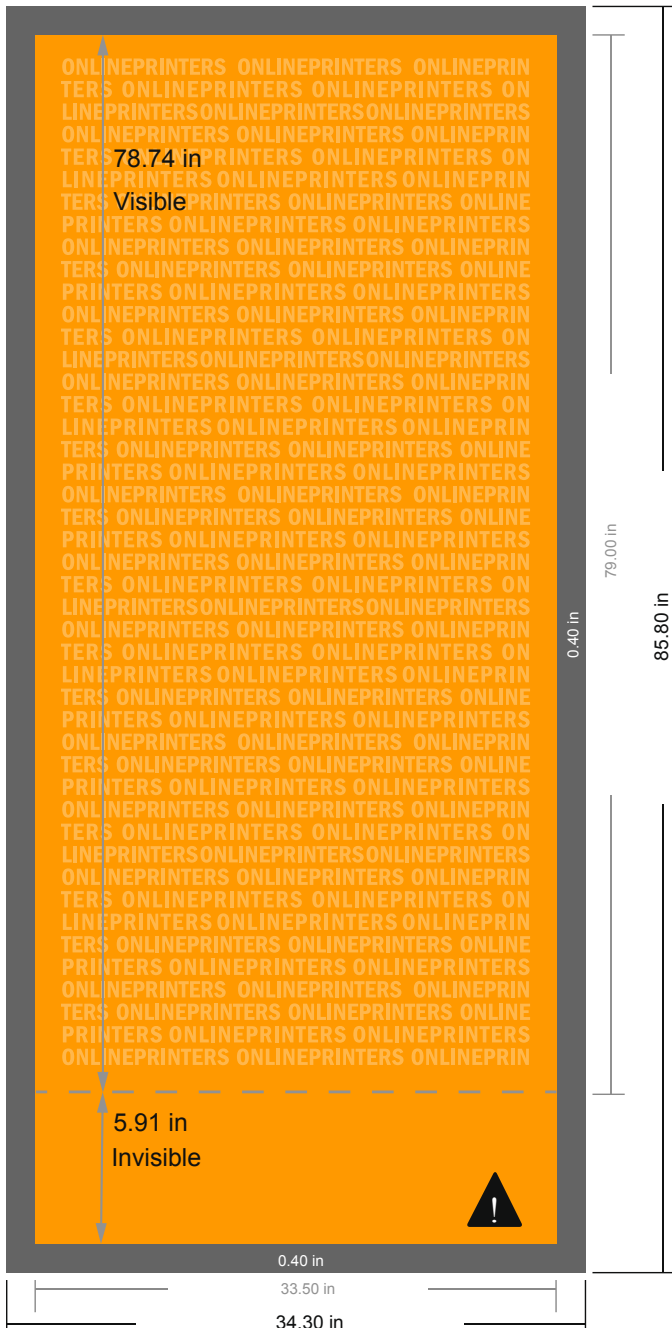 ONLINEPRINTERS ONLINEPRINTERS ONLINEPRIN
TERS ONLINEPRINTERS ONLINEPRINTERS ON
LINEPRINTERSONLINEPRINTERSONLINEPRINTERS
ONLINEPRINTERS ONLINEPRINTERS ONLINEPRIN
TERS ONLINEPRINTERS ONLINEPRINTERS ON
78.74 in
LINEPRINTERS ONLINEPRINTERS ONLINEPRIN
TERS ONLINEPRINTERS ONLINEPRINTERS ONLINE
Visible
PRINTERS ONLINEPRINTERS ONLINEPRINTERS
ONLINEPRINTERS ONLINEPRINTERS ONLINEPRIN
TERS ONLINEPRINTERS ONLINEPRINTERS ONLINE
PRINTERS ONLINEPRINTERS ONLINEPRINTERS
ONLINEPRINTERS ONLINEPRINTERS ONLINEPRIN
TERS ONLINEPRINTERS ONLINEPRINTERS ON
LINEPRINTERSONLINEPRINTERSONLINEPRINTERS
ONLINEPRINTERS ONLINEPRINTERS ONLINEPRIN
TERS ONLINEPRINTERS ONLINEPRINTERS ON
LINEPRINTERS ONLINEPRINTERS ONLINEPRIN
TERS ONLINEPRINTERS ONLINEPRINTERS ONLINE
PRINTERS ONLINEPRINTERS ONLINEPRINTERS
ONLINEPRINTERS ONLINEPRINTERS ONLINEPRIN
TERS ONLINEPRINTERS ONLINEPRINTERS ONLINE
PRINTERS ONLINEPRINTERS ONLINEPRINTERS
ONLINEPRINTERS ONLINEPRINTERS ONLINEPRIN
TERS ONLINEPRINTERS ONLINEPRINTERS ON
LINEPRINTERSONLINEPRINTERSONLINEPRINTERS
ONLINEPRINTERS ONLINEPRINTERS ONLINEPRIN
TERS ONLINEPRINTERS ONLINEPRINTERS ON
LINEPRINTERS ONLINEPRINTERS ONLINEPRIN
TERS ONLINEPRINTERS ONLINEPRINTERS ONLINE
PRINTERS ONLINEPRINTERS ONLINEPRINTERS
ONLINEPRINTERS ONLINEPRINTERS ONLINEPRIN
TERS ONLINEPRINTERS ONLINEPRINTERS ONLINE
PRINTERS ONLINEPRINTERS ONLINEPRINTERS
ONLINEPRINTERS ONLINEPRINTERS ONLINEPRIN
TERS ONLINEPRINTERS ONLINEPRINTERS ON
LINEPRINTERSONLINEPRINTERSONLINEPRINTERS
ONLINEPRINTERS ONLINEPRINTERS ONLINEPRIN
TERS ONLINEPRINTERS ONLINEPRINTERS ON
LINEPRINTERS ONLINEPRINTERS ONLINEPRIN
TERS ONLINEPRINTERS ONLINEPRINTERS ONLINE
PRINTERS ONLINEPRINTERS ONLINEPRINTERS
ONLINEPRINTERS ONLINEPRINTERS ONLINEPRIN
TERS ONLINEPRINTERS ONLINEPRINTERS ONLINE
PRINTERS ONLINEPRINTERS ONLINEPRINTERS
ONLINEPRINTERS ONLINEPRINTERS ONLINEPRIN
0.40 in
79.00 in
85.80 in
5.91 in
Invisible
!
0.40 in
33.50 in
34.30 in